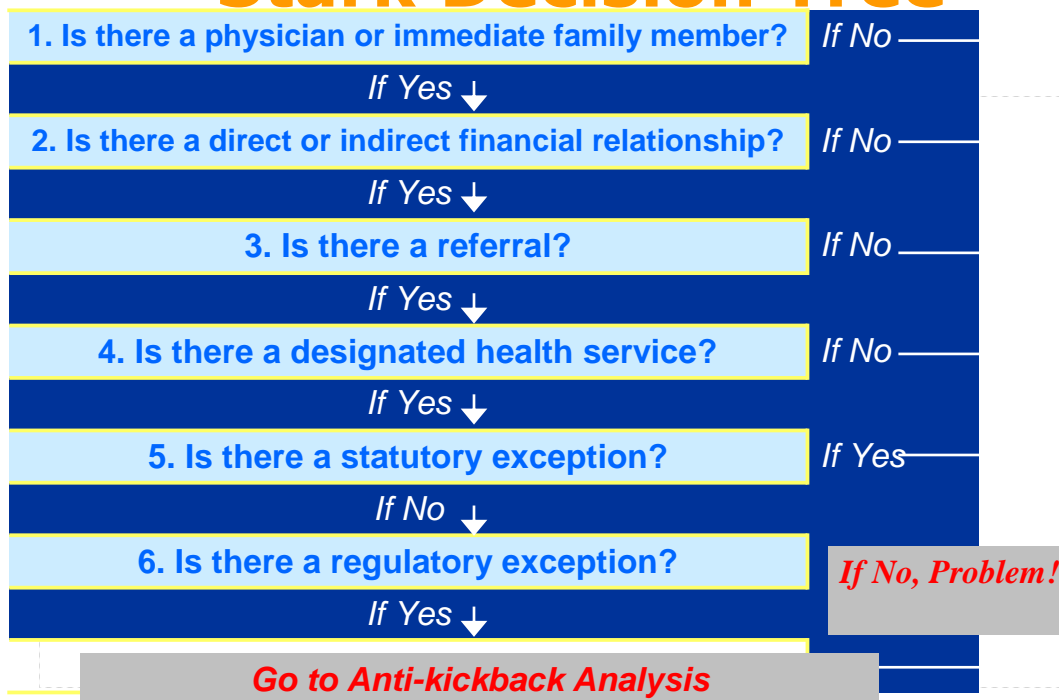 Stark Decision Tree
1. Is there a physician or immediate family member? If No
If Yes
2. Is there a direct or indirect financial relationship? If No
If Yes
3. Is there a referral? If No
If Yes
4. Is there a designated health service? If No
If Yes
5. Is there a statutory exception? If Yes
If No
6. Is there a regulatory exception?
If No, Problem!
If Yes
Go to Anti-kickback Analysis